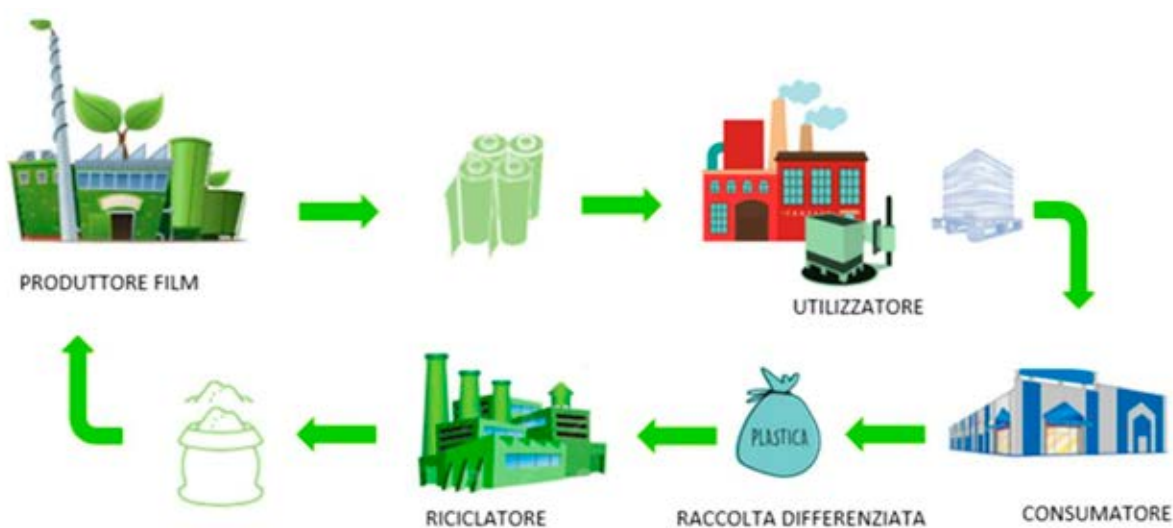 PRODUTTORE FILM
UTILIZZATORE
PLASTICA
RICICLATORE
RACCOLTA DIFFERENZIATA
CONSUMATORE